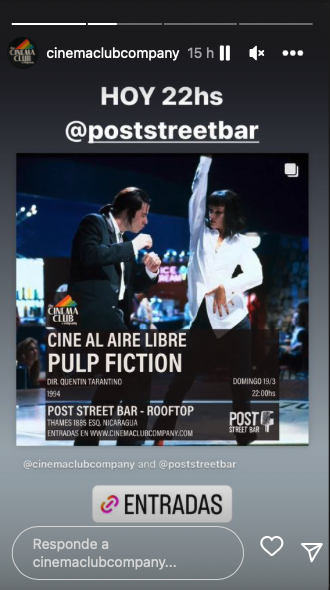 cinemaclubcompany 15 h
HOY 22hs
@poststreetbar
The
CINEMA
CLUB
CINE AL AIRE LIBRE
PULP FICTION
DIR. QUENTIN TARANTINO
1994
DOMINGO 19/3
22:00hs
POST STREET BAR - ROOFTOP
THAMES 1885 ESQ. NICARAGUA
ENTRADAS EN WWW.CINEMACLUBCOMPANY.COM
POST
STREET BAR
@cinemaclubcompany and @poststreetbar
ENTRADAS
Responde a
cinemaclubcompany...